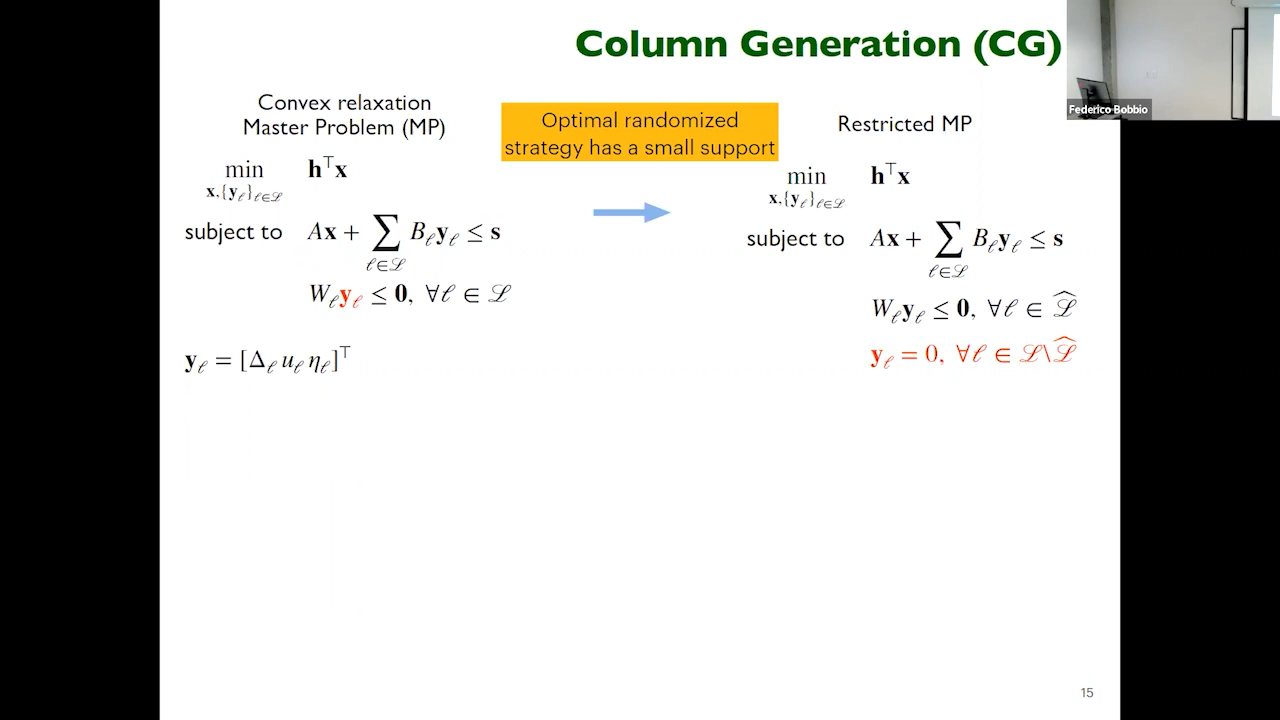 Column Generation (CG)
Federico Bobbio
Convex relaxation
Master Problem (MP)
min h⊤x
x,{yℓ}ℓ∈ℒ
subject to Ax + ∑ Bℓyℓ ≤ s
ℓ∈ℒ
Wℓyℓ ≤ 0, ∀ℓ ∈ ℒ
yℓ = [Δℓ uℓ ηℓ]⊤
Optimal randomized
strategy has a small support
Restricted MP
min h⊤x
x,{yℓ}ℓ∈ℒ
subject to Ax + ∑ Bℓyℓ ≤ s
ℓ∈ℒ
Wℓyℓ ≤ 0, ∀ℓ ∈ ℒ̂
yℓ = 0, ∀ℓ ∈ ℒ\ℒ̂
15